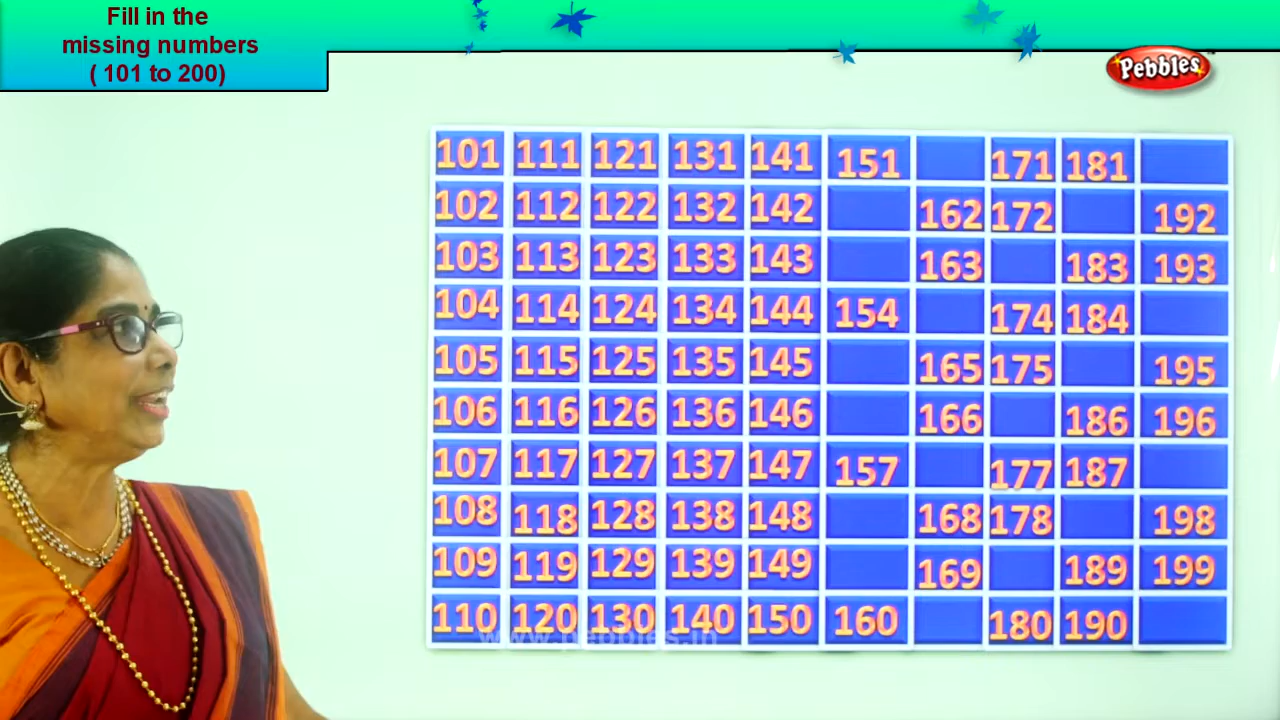 Fill in the
missing numbers
( 101 to 200)
Pebbles
101 111 121 131 141 151 171 181
102 112 122 132 142 162 172 192
103 113 123 133 143 163 183 193
104 114 124 134 144 154 174 184
105 115 125 135 145 165 175 195
106 116 126 136 146 166 186 196
107 117 127 137 147 157 177 187
108 118 128 138 148 168 178 198
109 119 129 139 149 169 189 199
110 120 130 140 150 160 180 190
www.pebbles.in